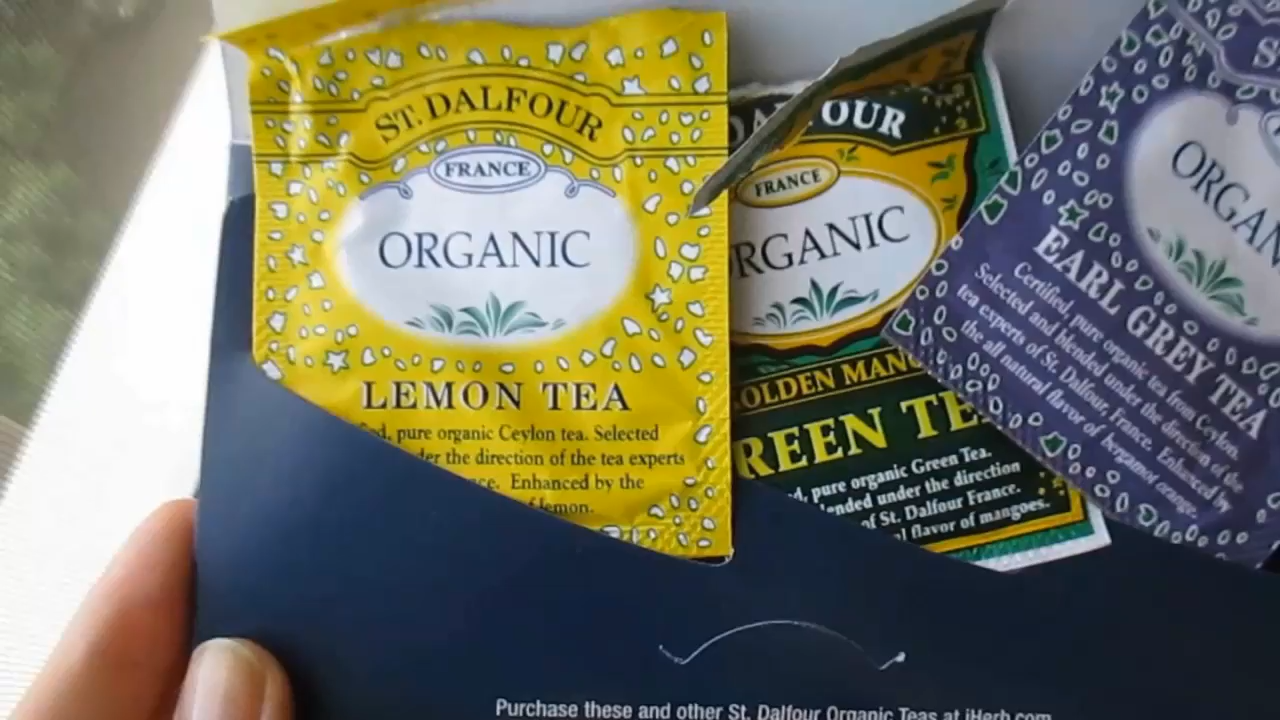 ST. DALFOUR
FRANCE
ORGANIC
LEMON TEA
pure organic Ceylon tea. Selected
the direction of the tea experts
Enhanced by the
lemon.
FRANCE
GREEN TE
pure organic Green Tea.
under the direction
of St. Dalfour France.
flavor of mangoes.
EARL GREY TEA
Certified, pure organic tea from Ceylon.
Selected and blended under the direction of the
tea experts of St. Dalfour, France. Enhanced by
the all natural flavor of bergamot orange.
Purchase these and other St. Dalfour Organic Teas at iHerb.com